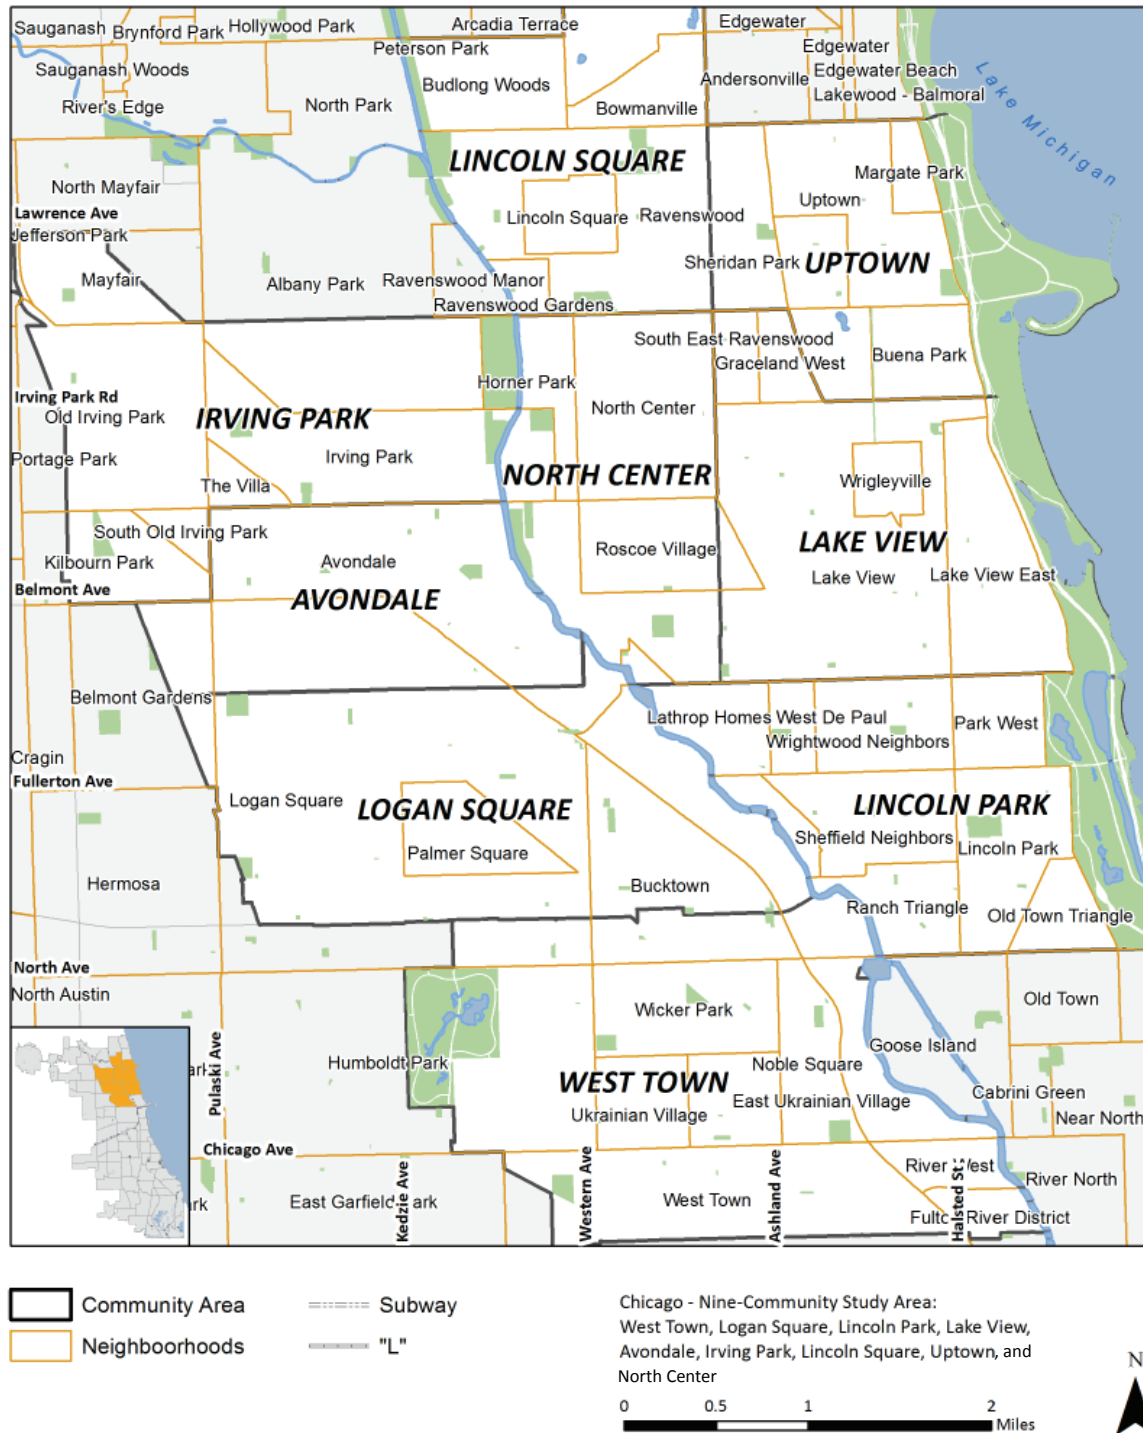 Sauganash
Brynford Park
Hollywood Park
Arcadia Terrace
Edgewater
Peterson Park
Edgewater
Sauganash Woods
Budlong Woods
Andersonville
Edgewater Beach
River's Edge
North Park
Bowmanville
Lakewood - Balmoral
Lake Michigan
LINCOLN SQUARE
North Mayfair
Margate Park
Lawrence Ave
Lincoln Square
Ravenswood
Uptown
Jefferson Park
Mayfair
Albany Park
Ravenswood Manor
Sheridan Park
UPTOWN
Ravenswood Gardens
South East Ravenswood
Graceland West
Buena Park
Horner Park
Irving Park Rd
Old Irving Park
IRVING PARK
North Center
Portage Park
Irving Park
The Villa
NORTH CENTER
Wrigleyville
South Old Irving Park
Kilbourn Park
Avondale
Roscoe Village
LAKE VIEW
Lake View
Lake View East
Belmont Ave
AVONDALE
Belmont Gardens
Lathrop Homes
West De Paul
Park West
Wrightwood Neighbors
Cragin
Fullerton Ave
Logan Square
LOGAN SQUARE
LINCOLN PARK
Sheffield Neighbors
Lincoln Park
Palmer Square
Hermosa
Bucktown
Ranch Triangle
Old Town Triangle
North Ave
North Austin
Wicker Park
Old Town
Goose Island
Humboldt Park
Noble Square
Pulaski Ave
WEST TOWN
Cabrini Green
Ukrainian Village
East Ukrainian Village
Near North
Chicago Ave
River West
River North
East Garfield Park
Kedzie Ave
Western Ave
West Town
Ashland Ave
Halsted St
Fulton River District
Community Area
Subway
Neighboorhoods
"L"
Chicago - Nine-Community Study Area:
West Town, Logan Square, Lincoln Park, Lake View,
Avondale, Irving Park, Lincoln Square, Uptown, and
North Center
N
0 0.5 1 2
Miles